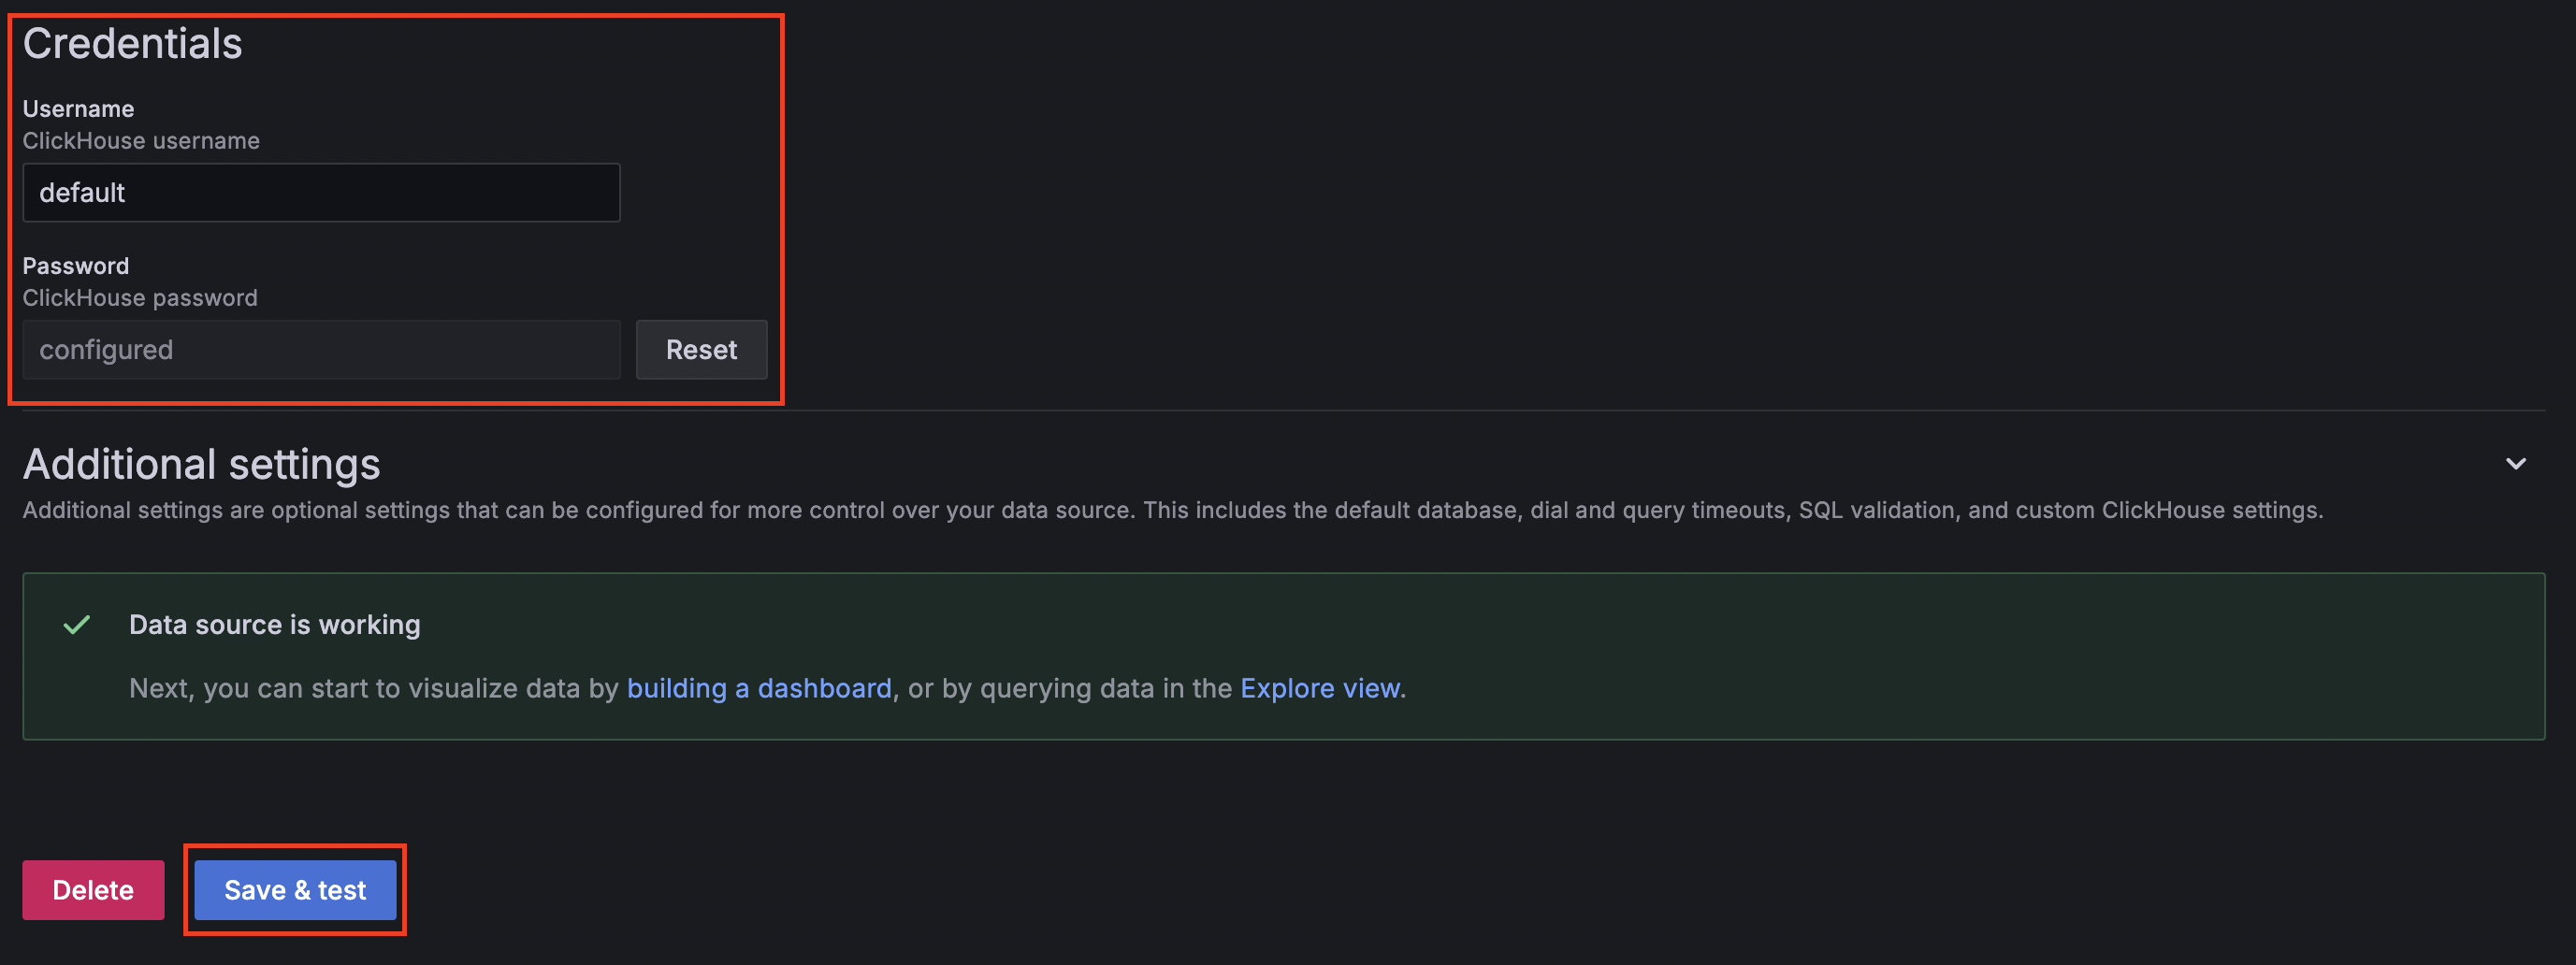 Credentials
Username
ClickHouse username
default
Password
ClickHouse password
configured
Reset
Additional settings
Additional settings are optional settings that can be configured for more control over your data source. This includes the default database, dial and query timeouts, SQL validation, and custom ClickHouse settings.
Data source is working
Next, you can start to visualize data by building a dashboard, or by querying data in the Explore view.
Delete
Save & test